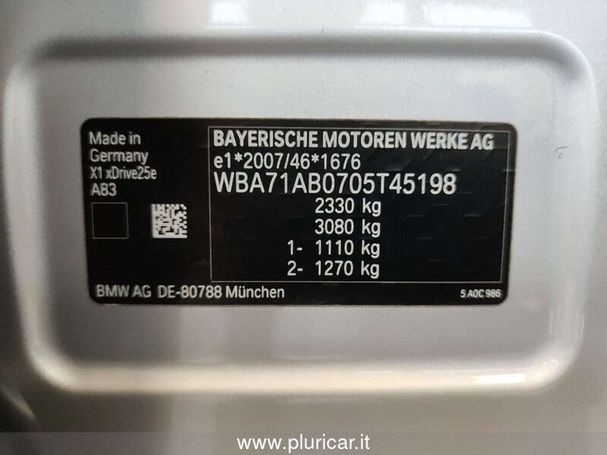 Made in
Germany
X1 xDrive25e
A83
BAYERISCHE MOTOREN WERKE AG
e1*2007/46*1676
WBA71AB0705T45198
2330 kg
3080 kg
1- 1110 kg
2- 1270 kg
BMW AG DE-80788 München
5 A0C 986
www.pluricar.it